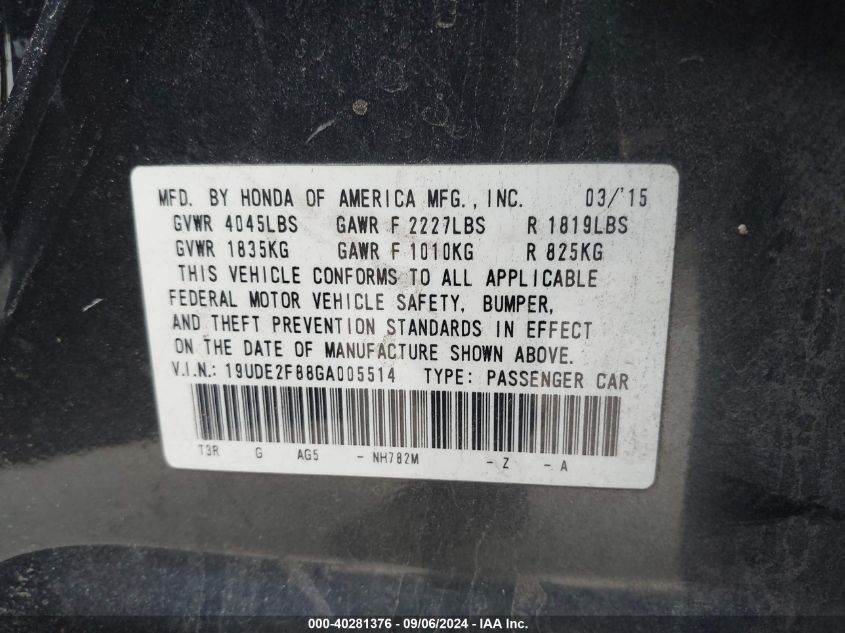 MFD. BY HONDA OF AMERICA MFG., INC. 03/'15
GVWR 4045LBS GAWR F 2227LBS R 1819LBS
GVWR 1835KG GAWR F 1010KG R 825KG
THIS VEHICLE CONFORMS TO ALL APPLICABLE
FEDERAL MOTOR VEHICLE SAFETY, BUMPER,
AND THEFT PREVENTION STANDARDS IN EFFECT
ON THE DATE OF MANUFACTURE SHOWN ABOVE.
V.I.N.: 19UDE2F88GA005514 TYPE: PASSENGER CAR
T3R G AG5 - NH782M - Z - A
000-40281376 - 09/06/2024 - IAA Inc.